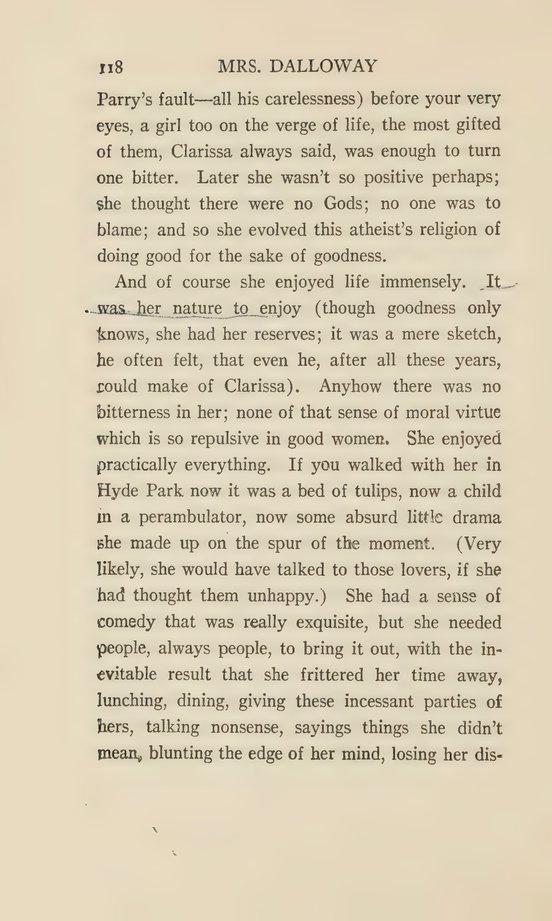 118 MRS. DALLOWAY
Parry's fault—all his carelessness) before your very
eyes, a girl too on the verge of life, the most gifted
of them, Clarissa always said, was enough to turn
one bitter. Later she wasn't so positive perhaps;
she thought there were no Gods; no one was to
blame; and so she evolved this atheist's religion of
doing good for the sake of goodness.
And of course she enjoyed life immensely. It
was her nature to enjoy (though goodness only
knows, she had her reserves; it was a mere sketch,
he often felt, that even he, after all these years,
could make of Clarissa). Anyhow there was no
bitterness in her; none of that sense of moral virtue
which is so repulsive in good women. She enjoyed
practically everything. If you walked with her in
Hyde Park now it was a bed of tulips, now a child
in a perambulator, now some absurd little drama
she made up on the spur of the moment. (Very
likely, she would have talked to those lovers, if she
had thought them unhappy.) She had a sense of
comedy that was really exquisite, but she needed
people, always people, to bring it out, with the in-
evitable result that she frittered her time away,
lunching, dining, giving these incessant parties of
hers, talking nonsense, sayings things she didn't
mean, blunting the edge of her mind, losing her dis-